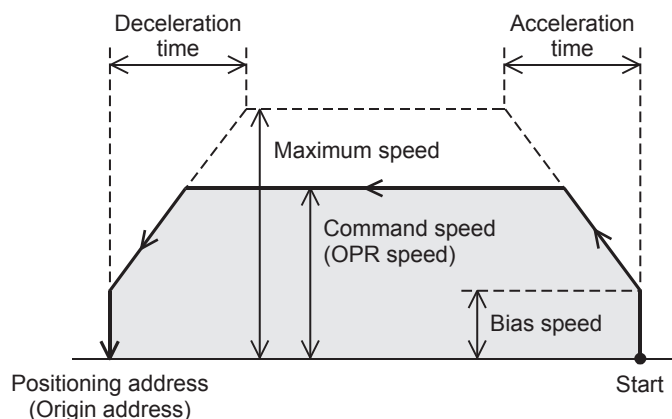 Deceleration
time
Acceleration
time
Maximum speed
Command speed
(OPR speed)
Bias speed
Positioning address
(Origin address)
Start